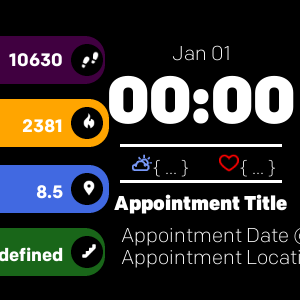 10630
2381
8.5
defined
Jan 01
00:00
{ ... } { ... }
Appointment Title
Appointment Date @
Appointment Locati